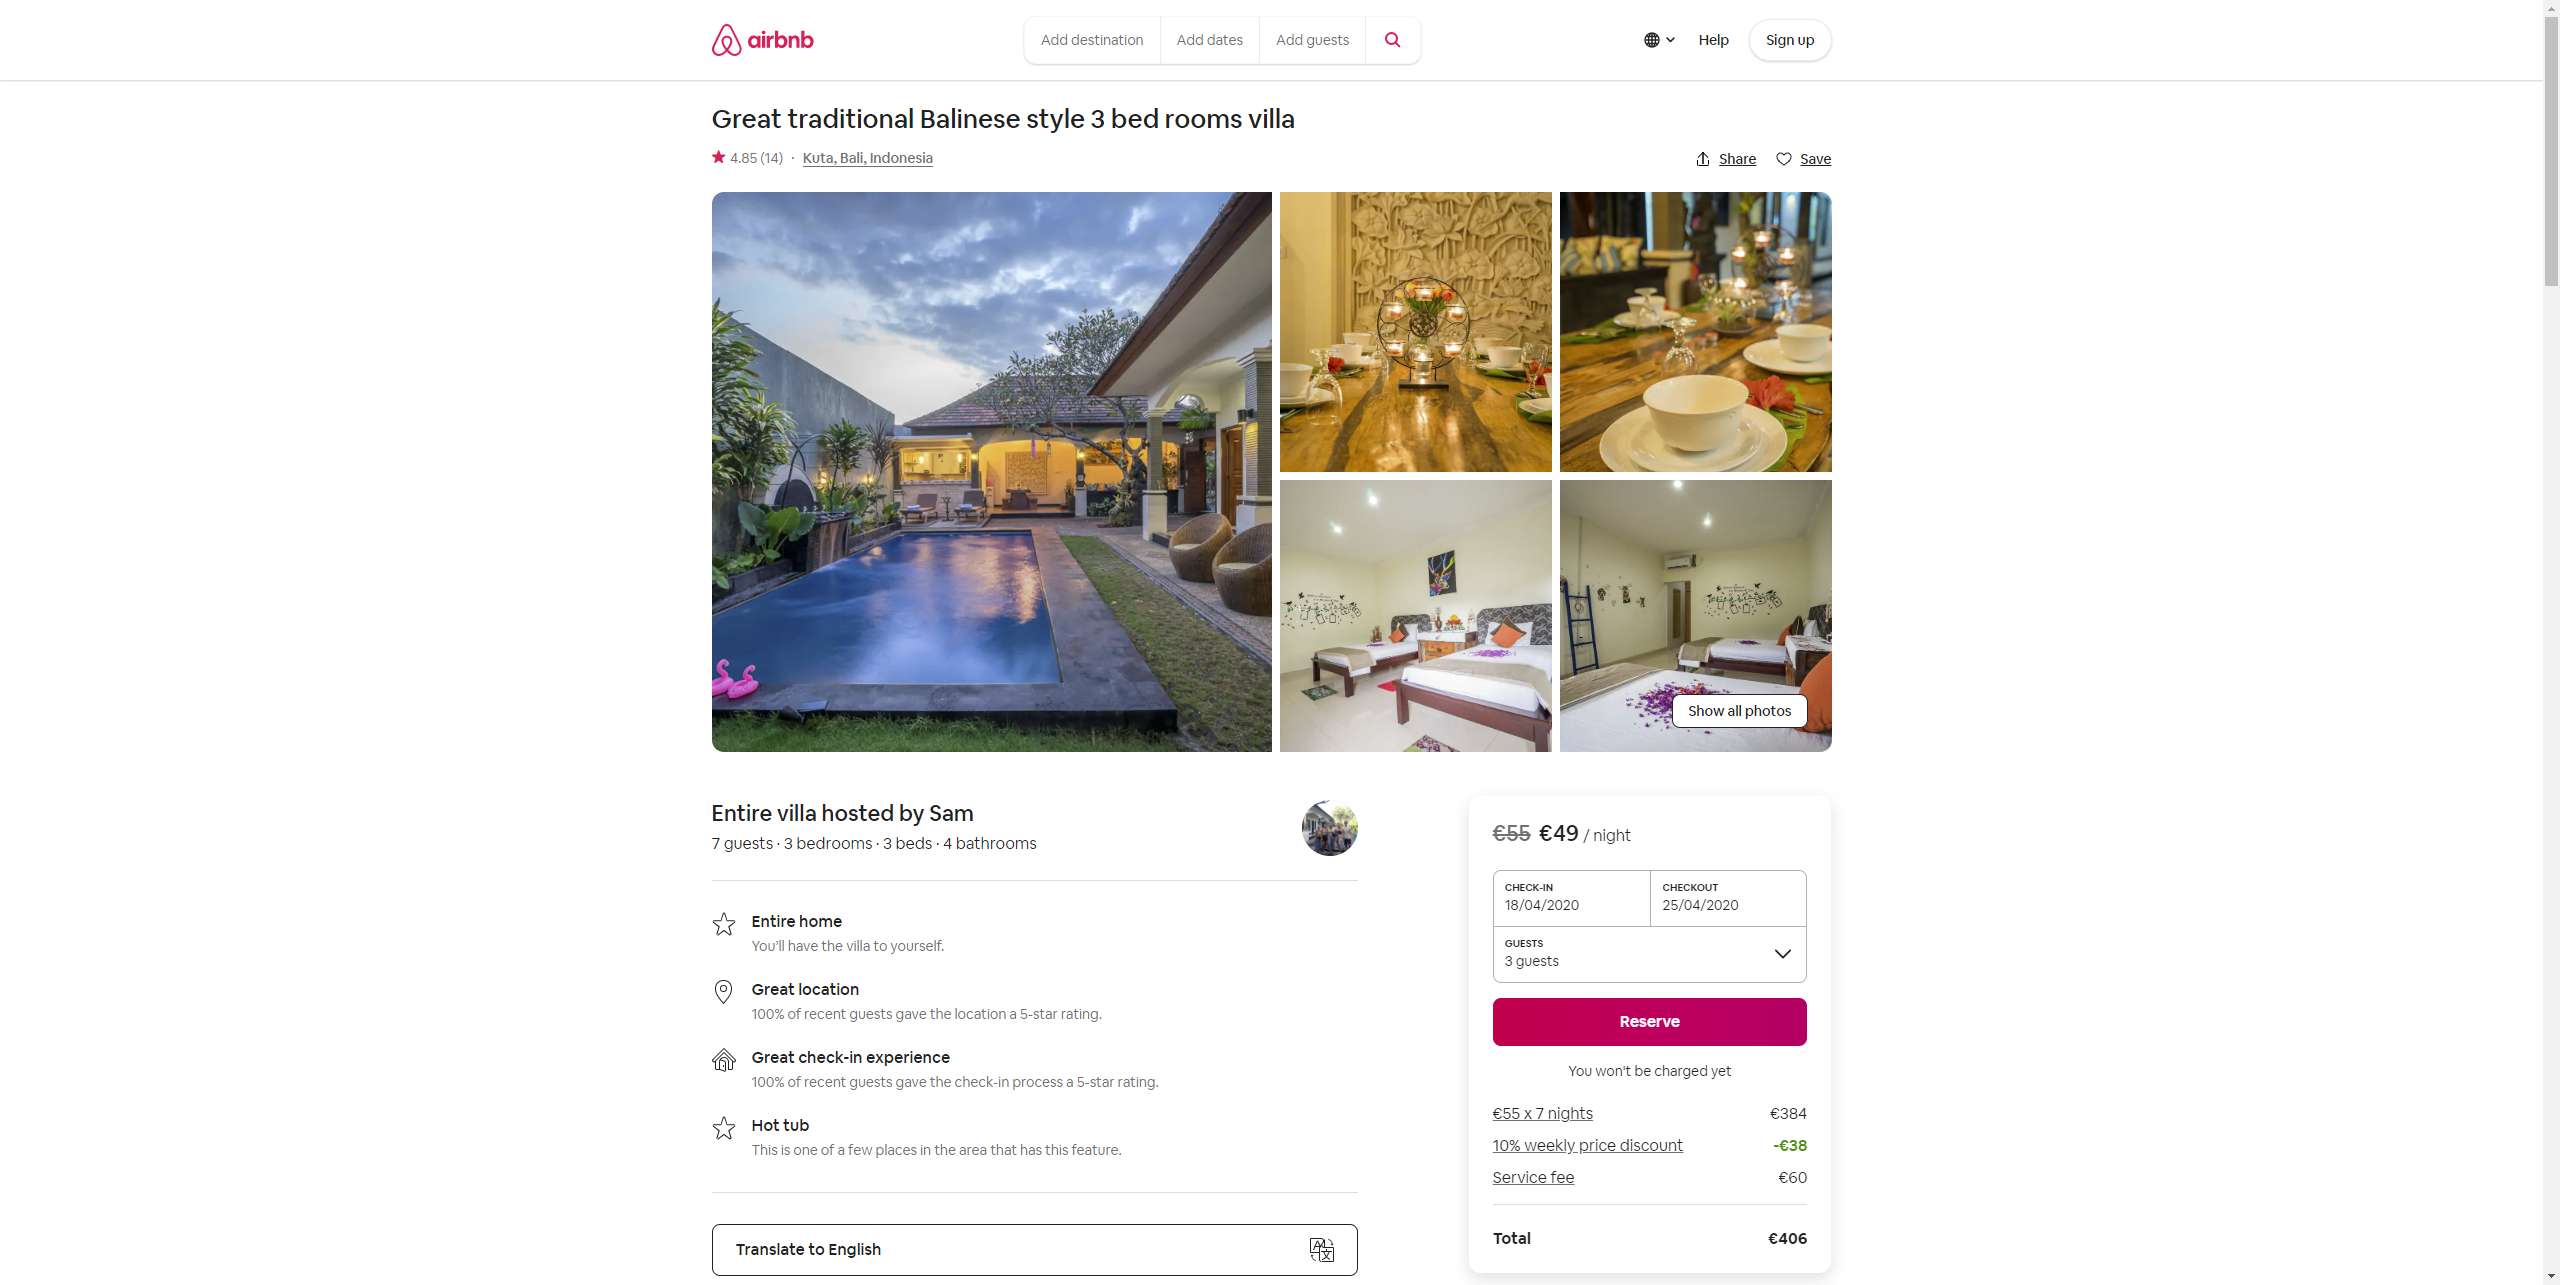 airbnb
Add destination
Add dates
Add guests
Help
Sign up
Great traditional Balinese style 3 bed rooms villa
4.85 (14) · Kuta, Bali, Indonesia
Share
Save
Show all photos
Entire villa hosted by Sam
7 guests · 3 bedrooms · 3 beds · 4 bathrooms
Entire home
You'll have the villa to yourself.
Great location
100% of recent guests gave the location a 5-star rating.
Great check-in experience
100% of recent guests gave the check-in process a 5-star rating.
Hot tub
This is one of a few places in the area that has this feature.
Translate to English
€55 €49 / night
CHECK-IN
18/04/2020
CHECKOUT
25/04/2020
GUESTS
3 guests
Reserve
You won't be charged yet
€55 x 7 nights €384
10% weekly price discount -€38
Service fee €60
Total €406